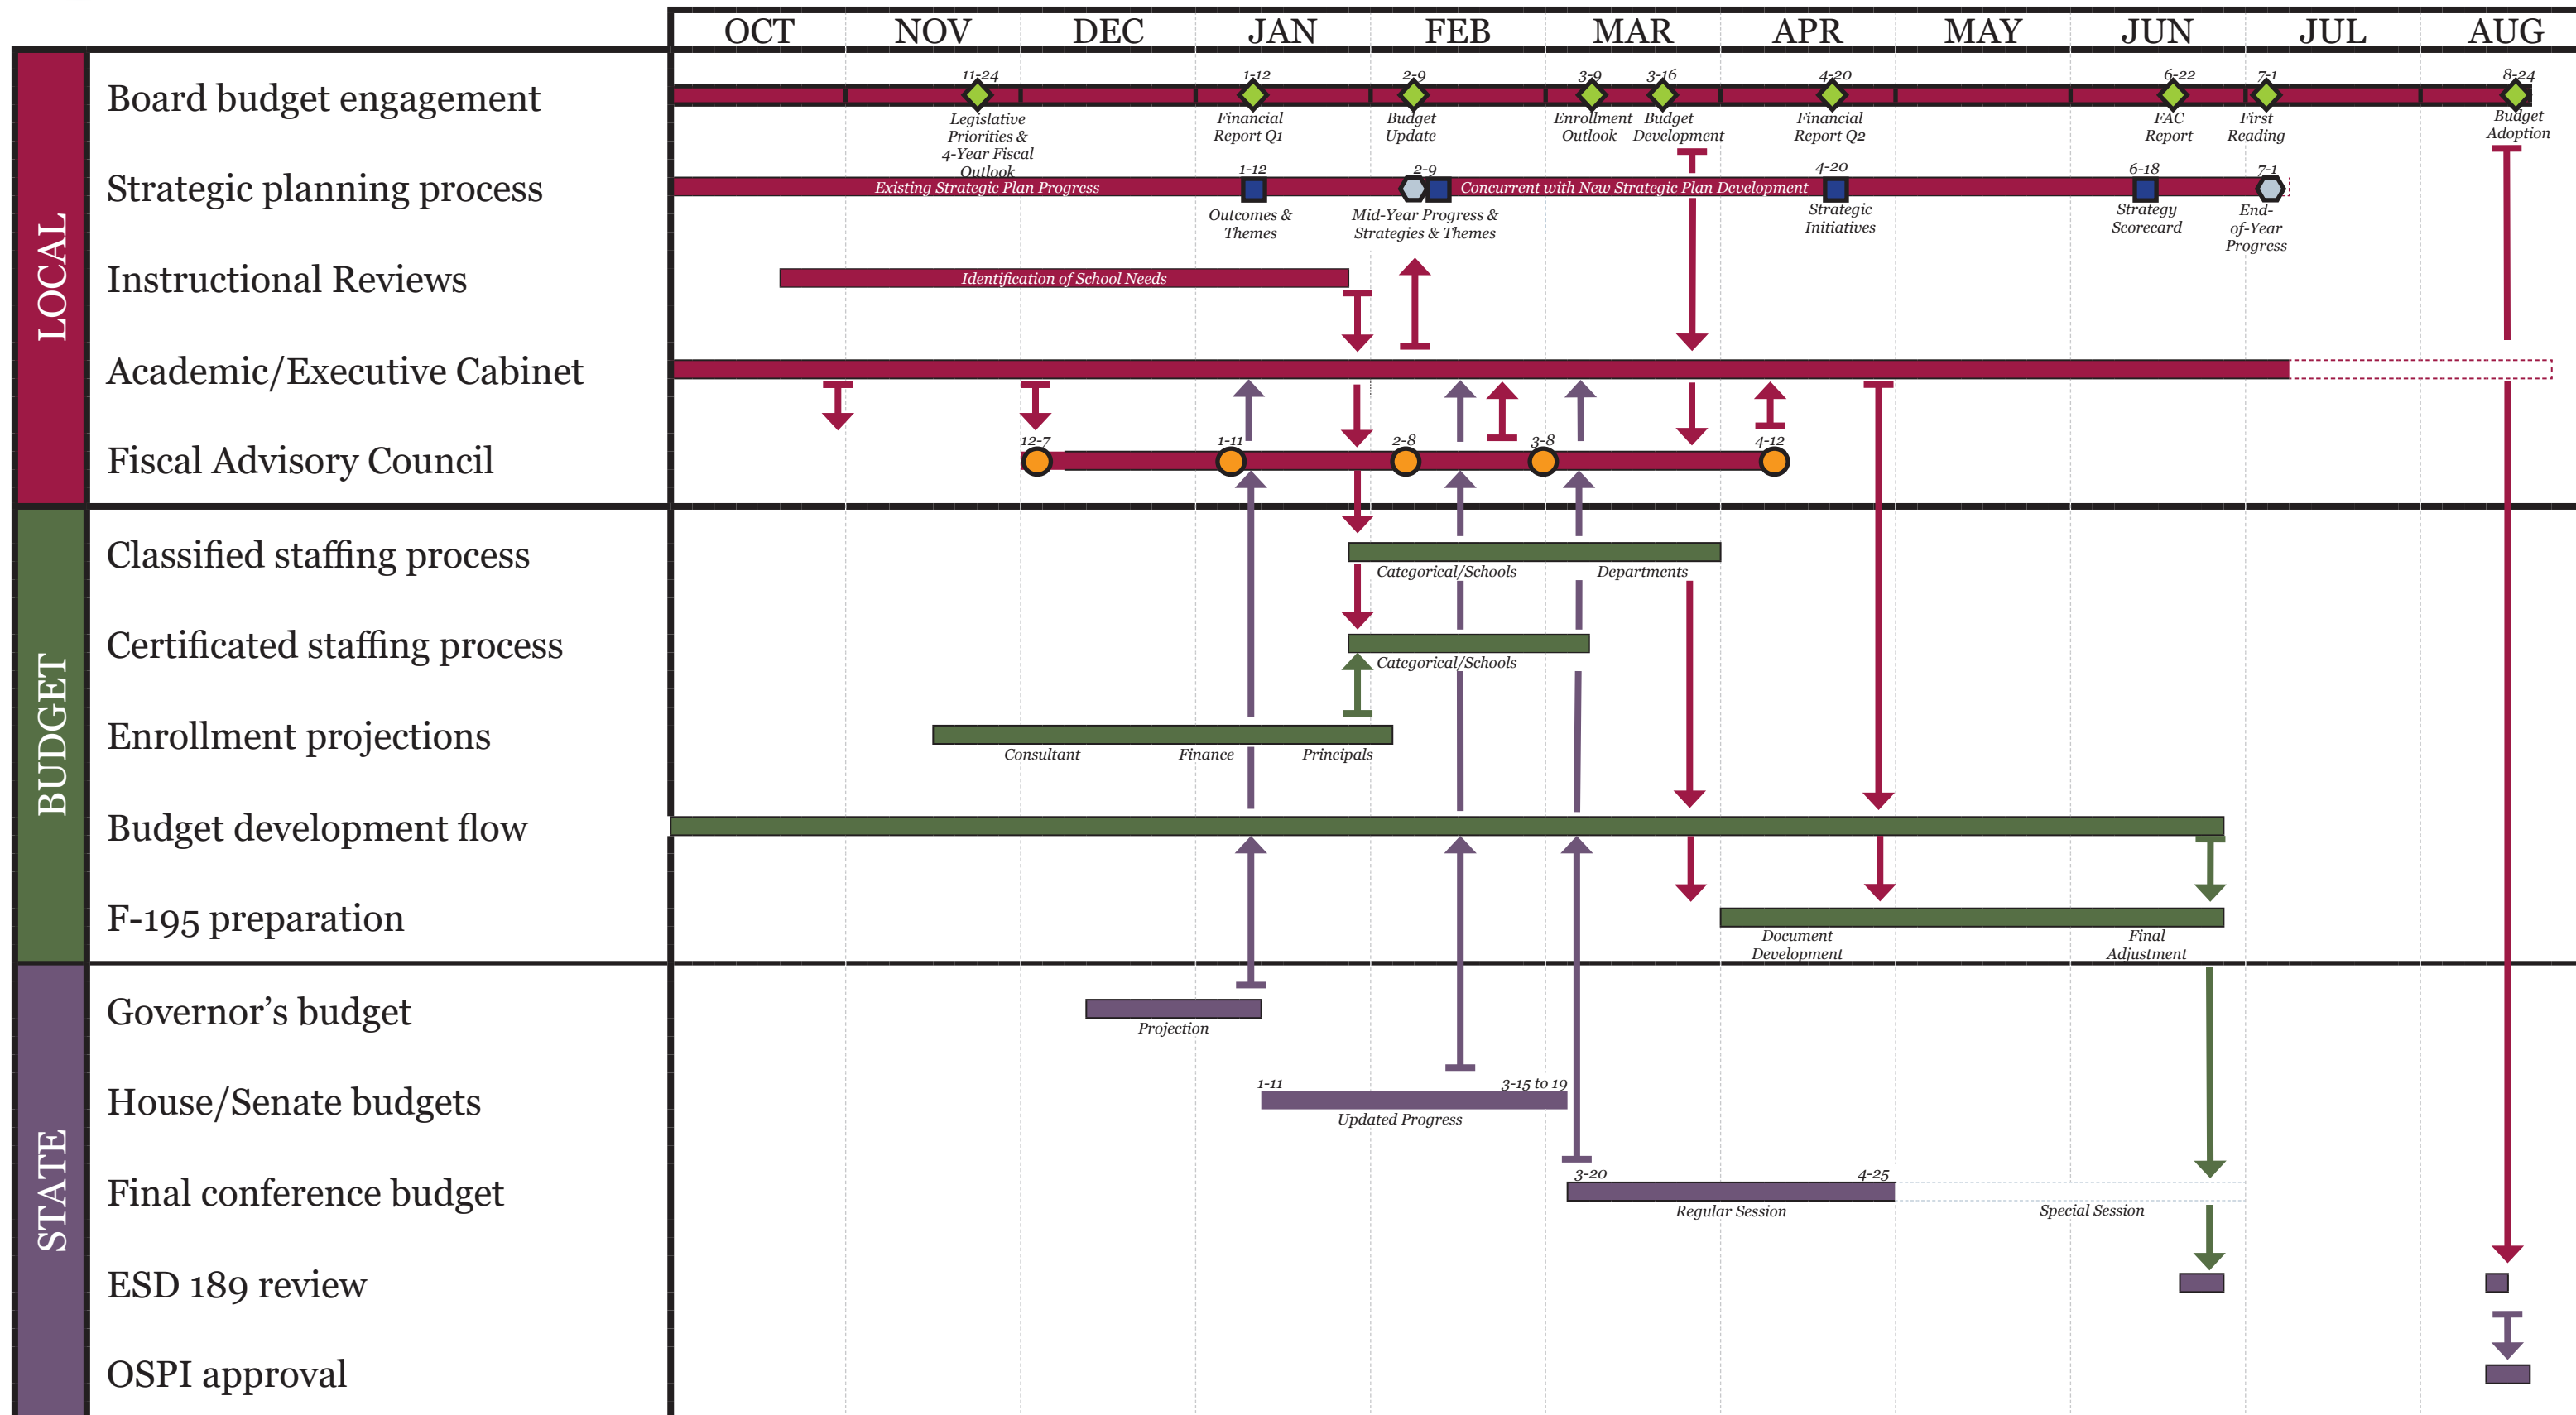 OCT NOV DEC JAN FEB MAR APR MAY JUN JUL AUG
LOCAL
Board budget engagement
11-24 1-12 2-9 3-9 3-16 4-20 6-22 7-1 8-24
Legislative
Priorities &
4-Year Fiscal
Outlook
Financial
Report Q1
Budget
Update
Enrollment
Outlook
Budget
Development
Financial
Report Q2
FAC
Report
First
Reading
Budget
Adoption
Strategic planning process
1-12 2-9 4-20 6-18 7-1
Existing Strategic Plan Progress
Concurrent with New Strategic Plan Development
Outcomes &
Themes
Mid-Year Progress &
Strategies & Themes
Strategic
Initiatives
Strategy
Scorecard
End-
of-Year
Progress
Instructional Reviews
Identification of School Needs
Academic/Executive Cabinet
Fiscal Advisory Council
12-7 1-11 2-8 3-8 4-12
BUDGET
Classified staffing process
Categorical/Schools Departments
Certificated staffing process
Categorical/Schools
Enrollment projections
Consultant Finance Principals
Budget development flow
F-195 preparation
Document
Development
Final
Adjustment
STATE
Governor’s budget
Projection
House/Senate budgets
1-11 3-15 to 19
Updated Progress
Final conference budget
3-20 4-25
Regular Session Special Session
ESD 189 review
OSPI approval